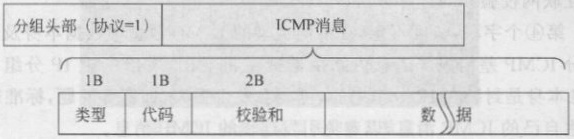 分组头部（协议=1） ICMP消息
1B 1B 2B
类型 代码 校验和 数 据